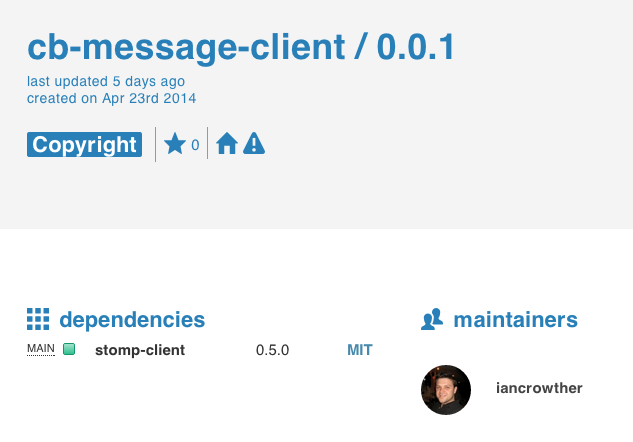 cb-message-client / 0.0.1
last updated 5 days ago
created on Apr 23rd 2014
Copyright 0
dependencies
MAIN stomp-client 0.5.0 MIT
maintainers
iancrowther